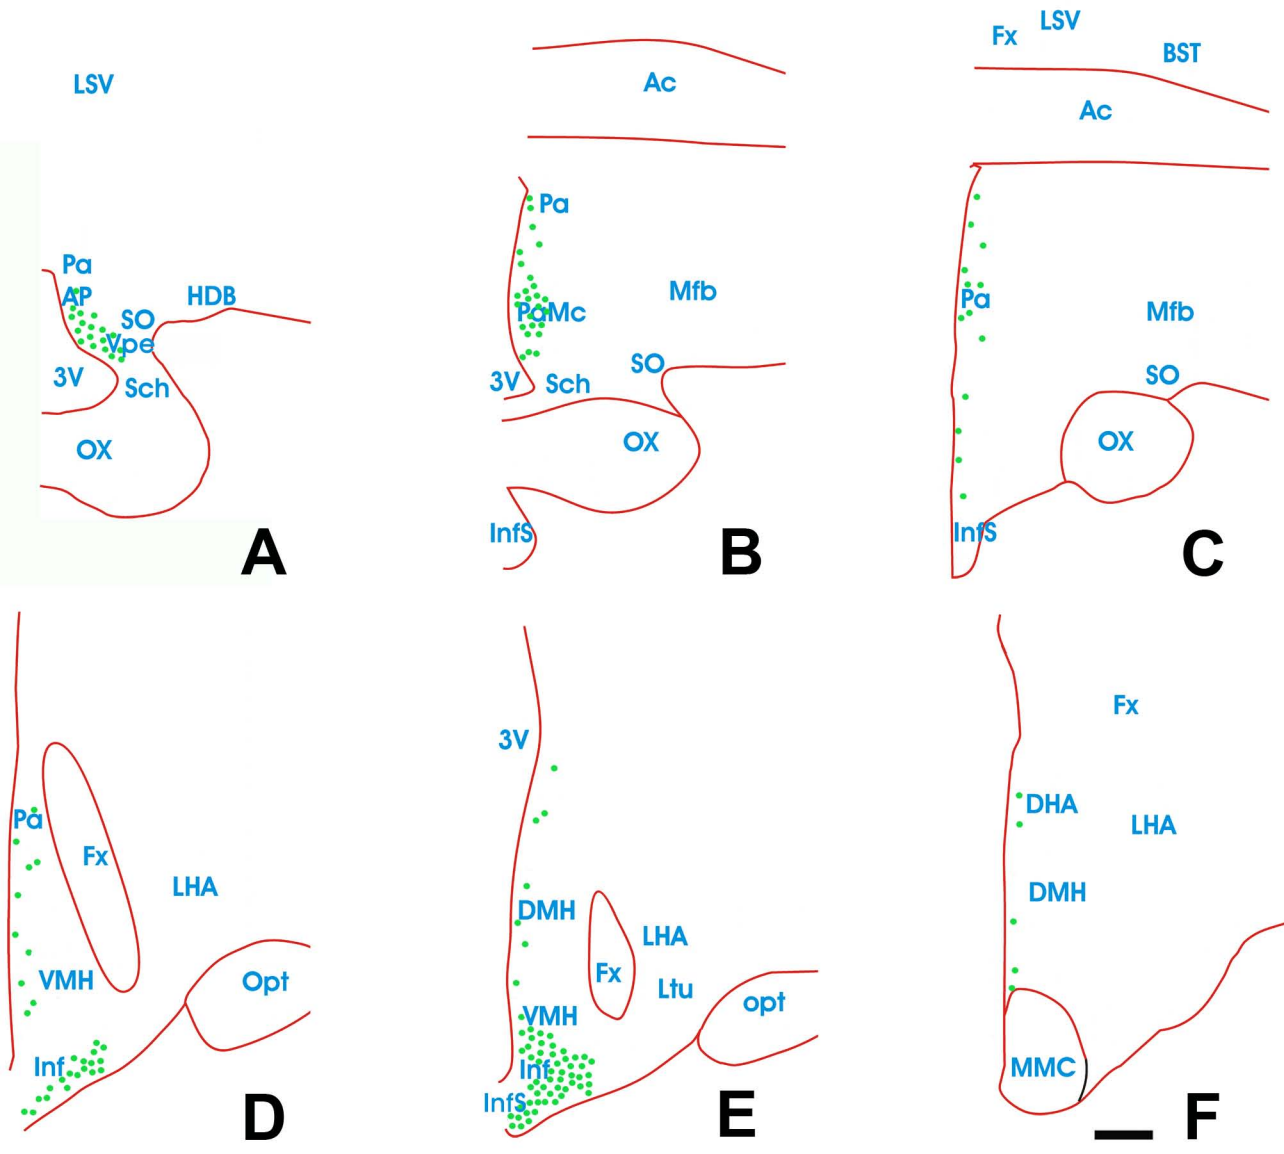 LSV
Pa
AP
SO
HDB
Vpe
3V
Sch
OX
A
Ac
Pa
PaMc
Mfb
SO
3V
Sch
OX
InfS
B
Fx
LSV
BST
Ac
Pa
Mfb
SO
OX
InfS
C
Pa
Fx
LHA
VMH
Opt
Inf
D
3V
DMH
LHA
Fx
Ltu
VMH
opt
Inf
InfS
E
Fx
DHA
LHA
DMH
MMC
F